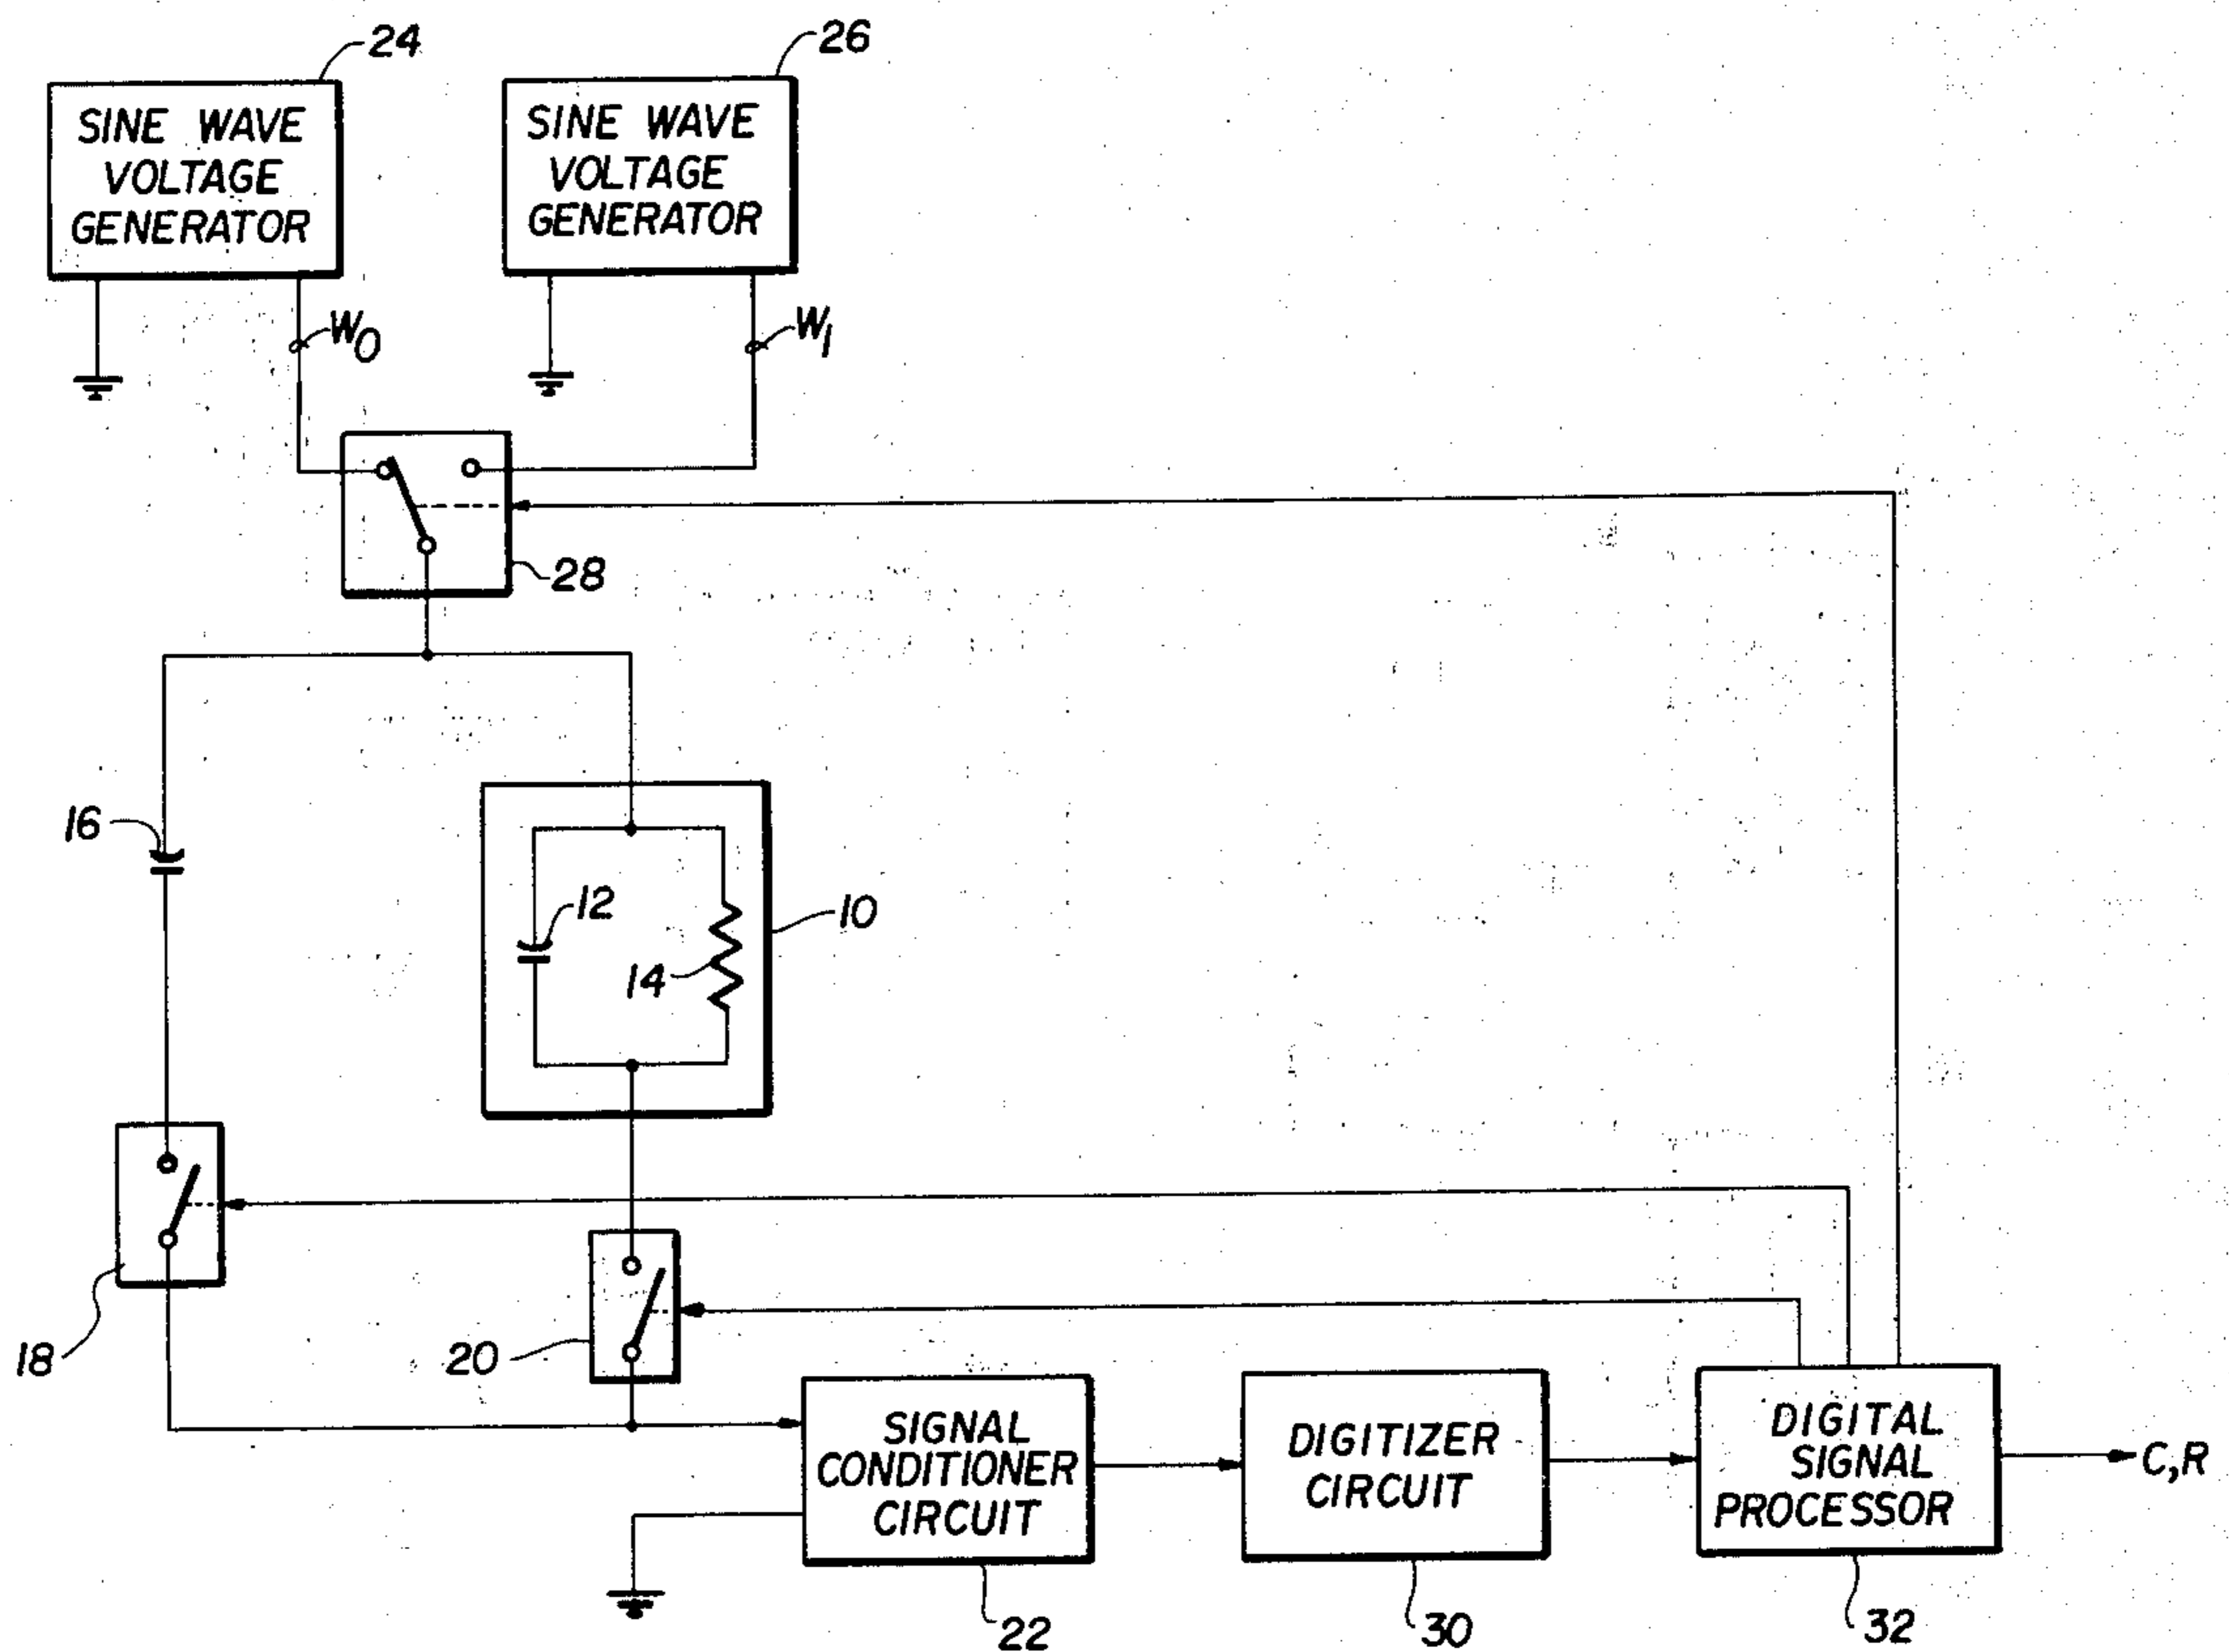 24
26
SINE WAVE
VOLTAGE
GENERATOR
SINE WAVE
VOLTAGE
GENERATOR
W0
W1
28
16
12
10
14
18
20
SIGNAL
CONDITIONER
CIRCUIT
DIGITIZER
CIRCUIT
DIGITAL
SIGNAL
PROCESSOR
C,R
22
30
32